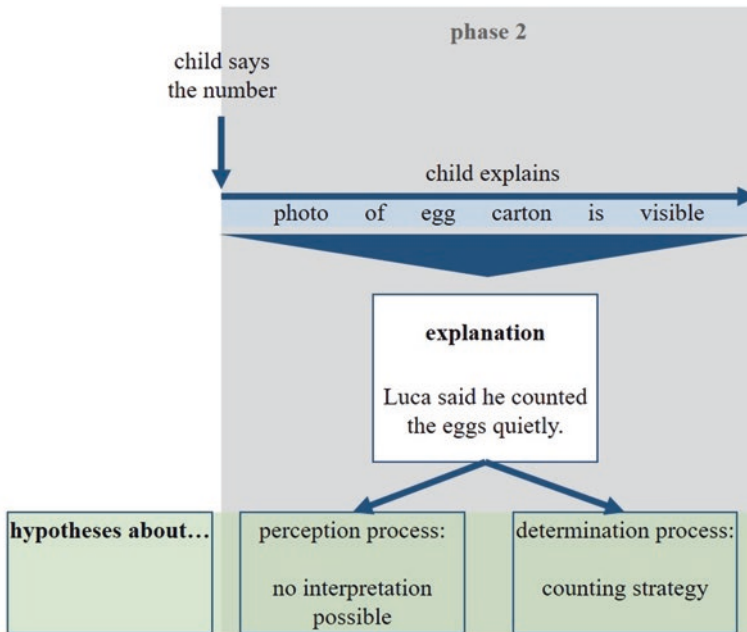 phase 2
child says
the number
child explains
photo of egg carton is visible
explanation
Luca said he counted
the eggs quietly.
hypotheses about…
perception process:
no interpretation
possible
determination process:
counting strategy